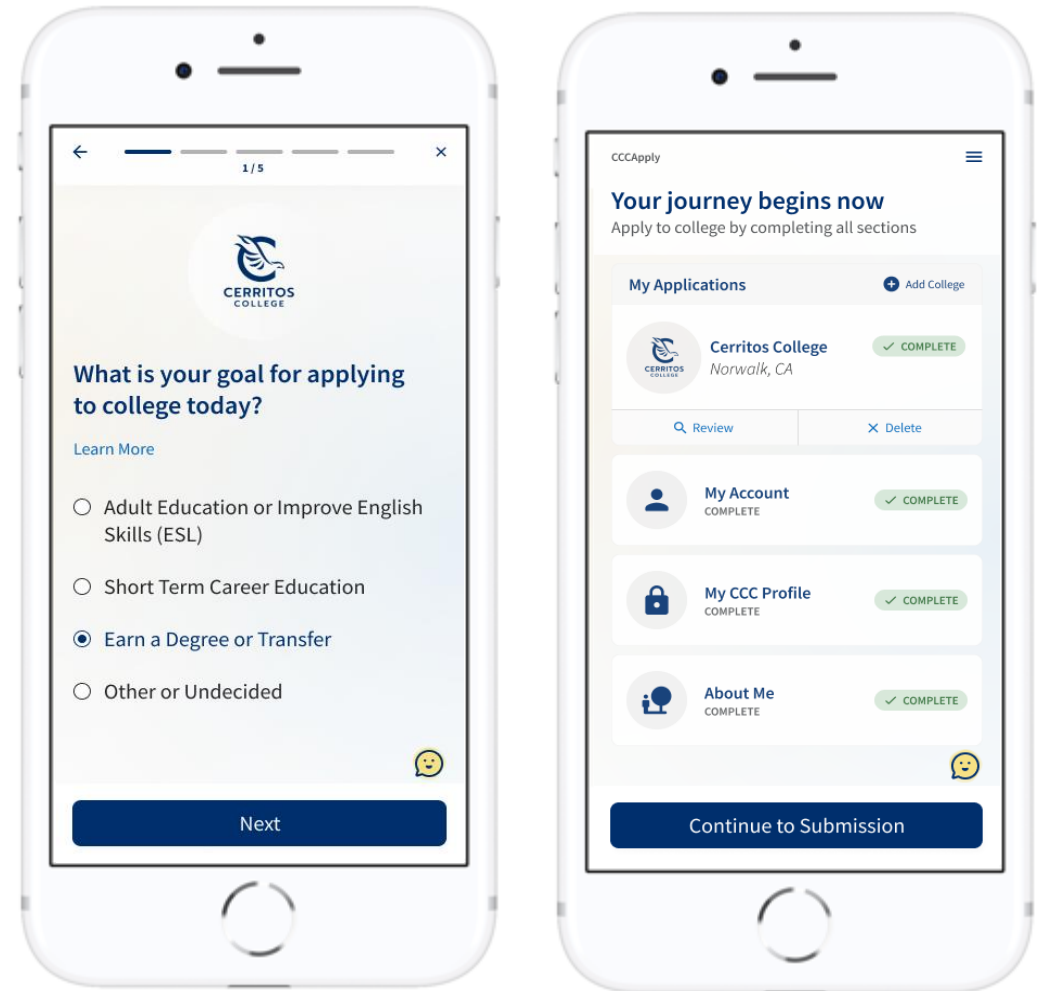 1 / 5
CERRITOS
COLLEGE
What is your goal for applying
to college today?
Learn More
Adult Education or Improve English
Skills (ESL)
Short Term Career Education
Earn a Degree or Transfer
Other or Undecided
Next
CCCApply
Your journey begins now
Apply to college by completing all sections
My Applications
Add College
CERRITOS
COLLEGE
Cerritos College
Norwalk, CA
COMPLETE
Review
Delete
My Account
COMPLETE
COMPLETE
My CCC Profile
COMPLETE
COMPLETE
About Me
COMPLETE
COMPLETE
Continue to Submission